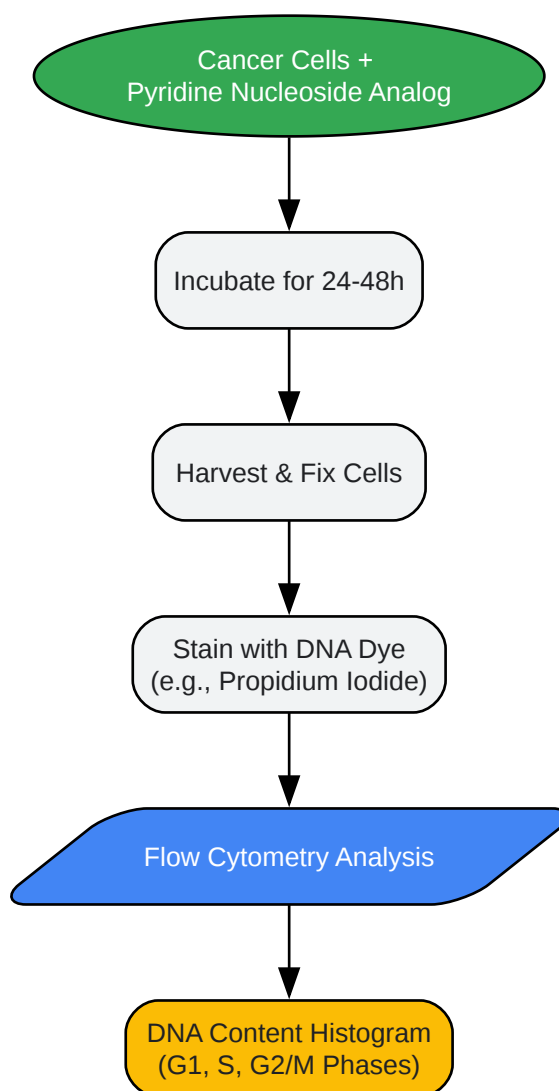 Cancer Cells +
Pyridine Nucleoside Analog
Incubate for 24-48h
Harvest & Fix Cells
Stain with DNA Dye
(e.g., Propidium Iodide)
Flow Cytometry Analysis
DNA Content Histogram
(G1, S, G2/M Phases)